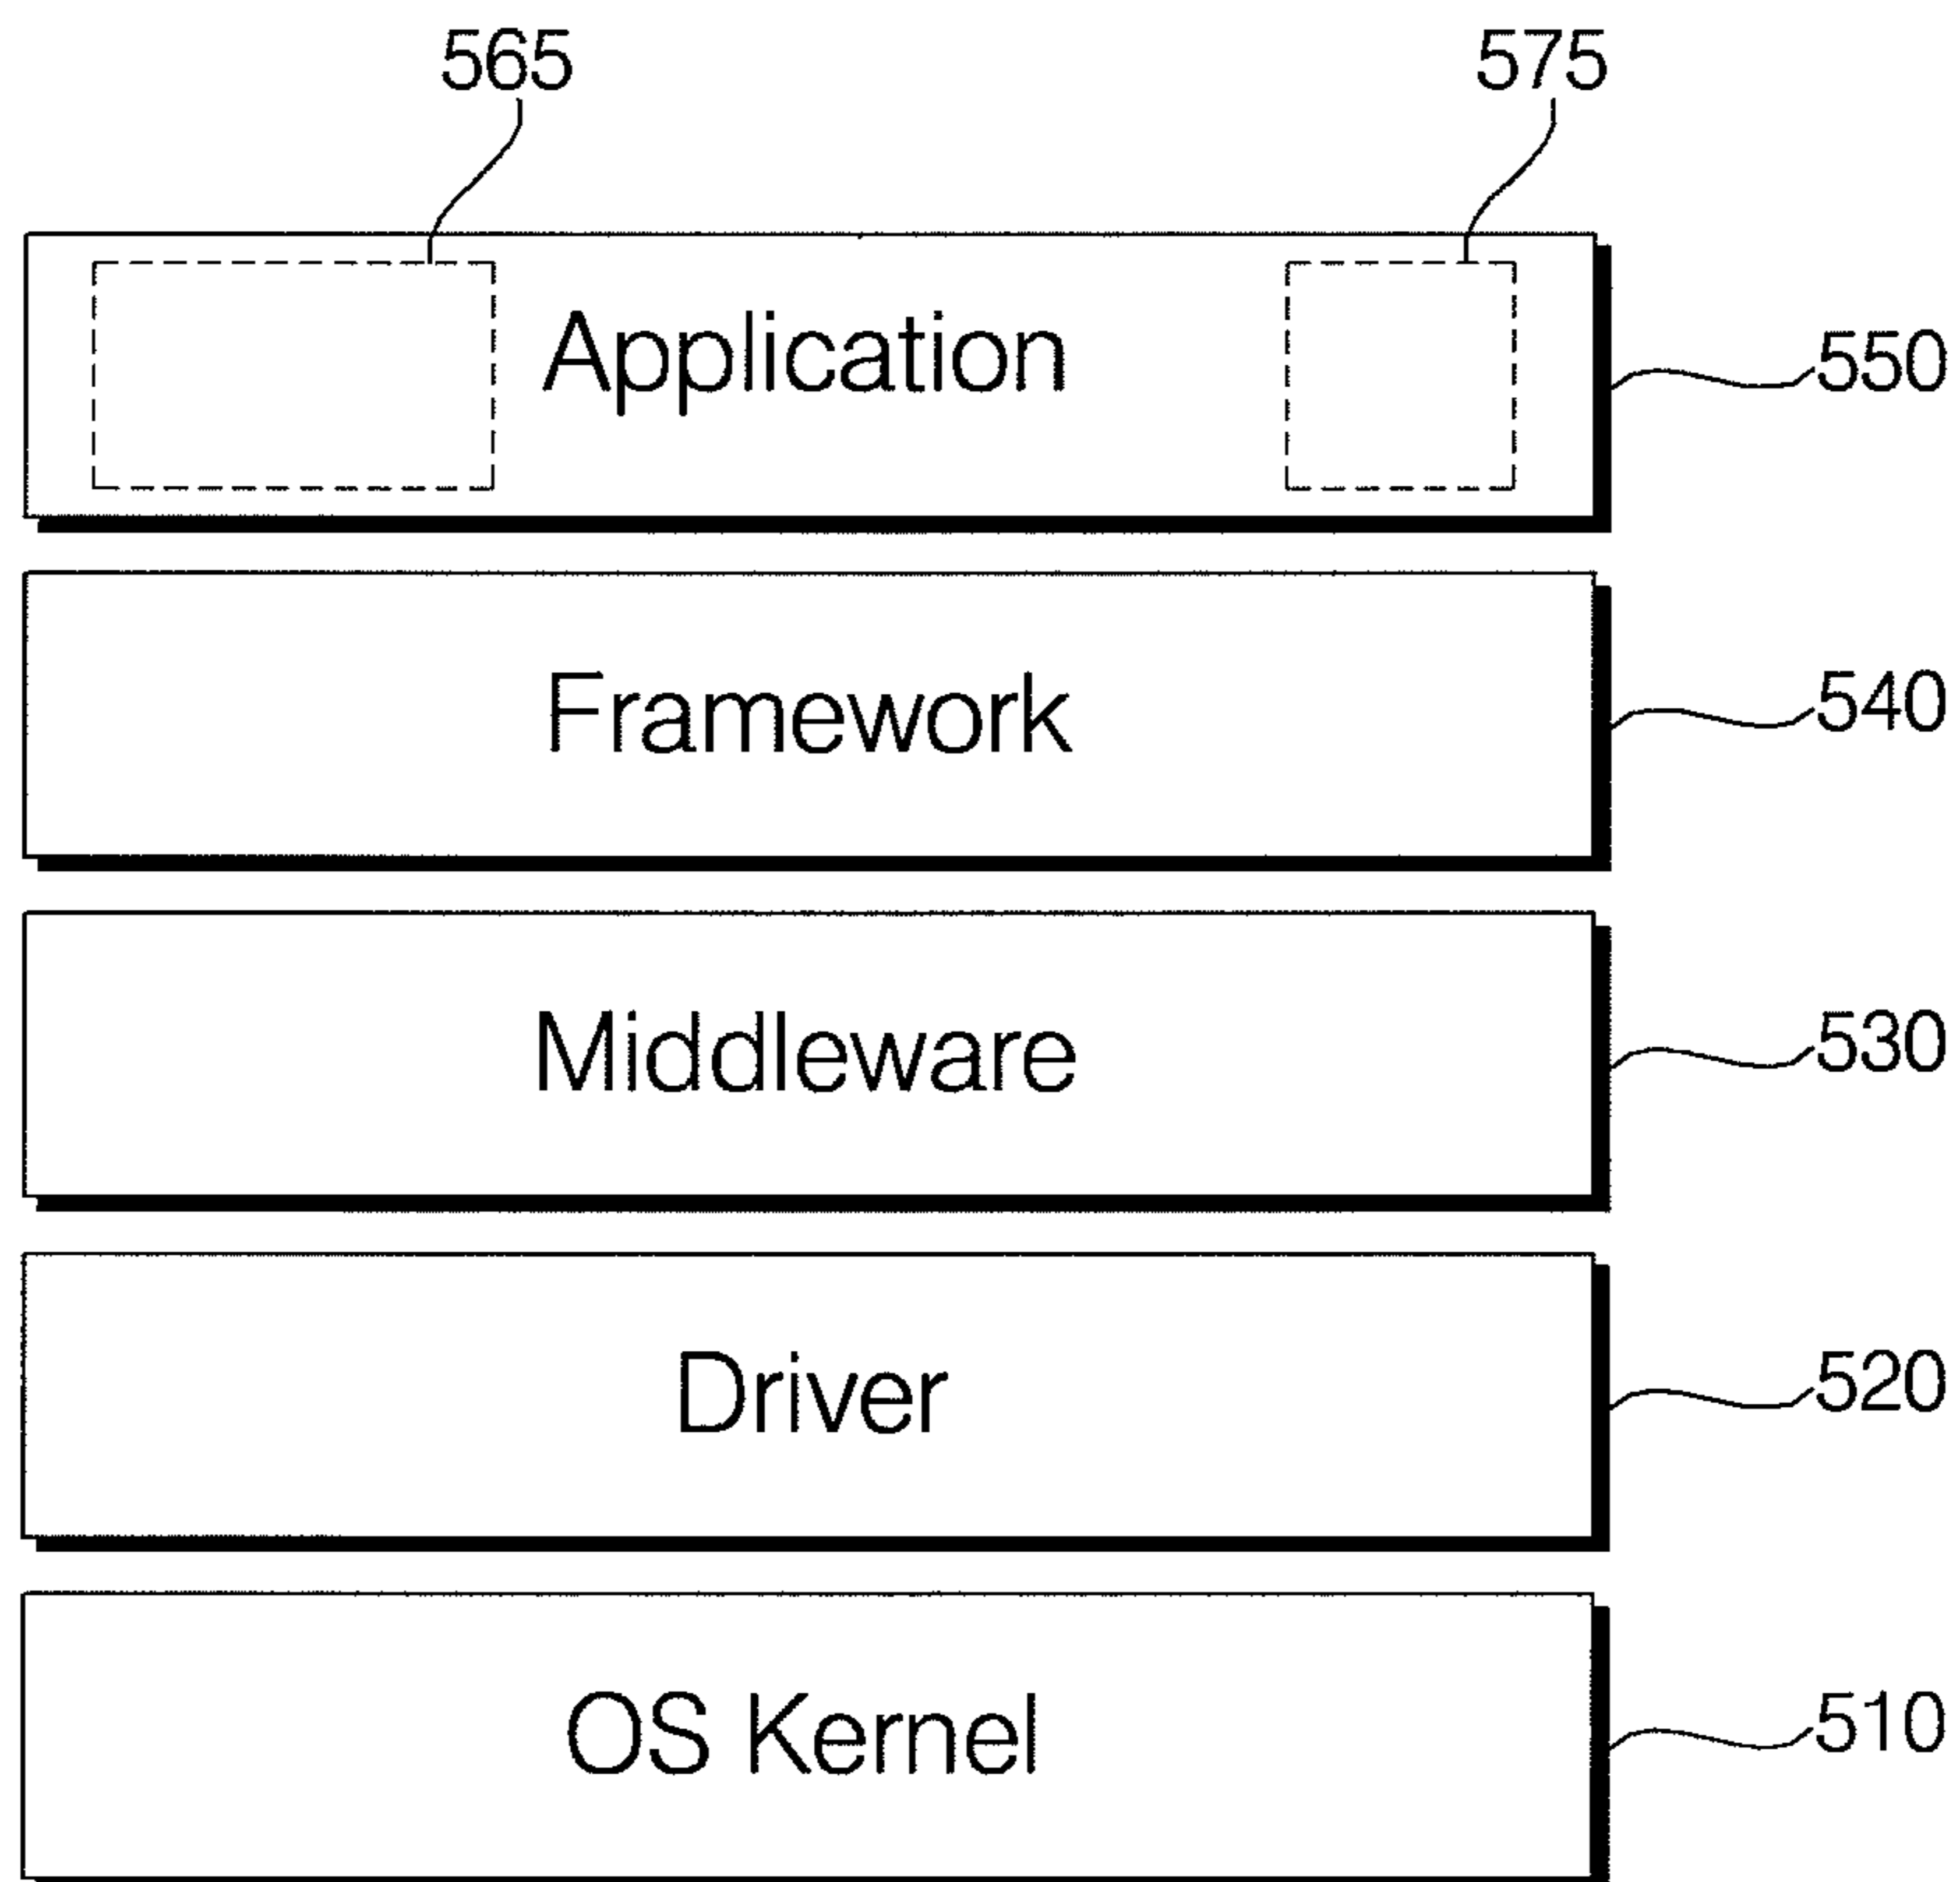 565 575
Application 550
Framework 540
Middleware 530
Driver 520
OS Kernel 510